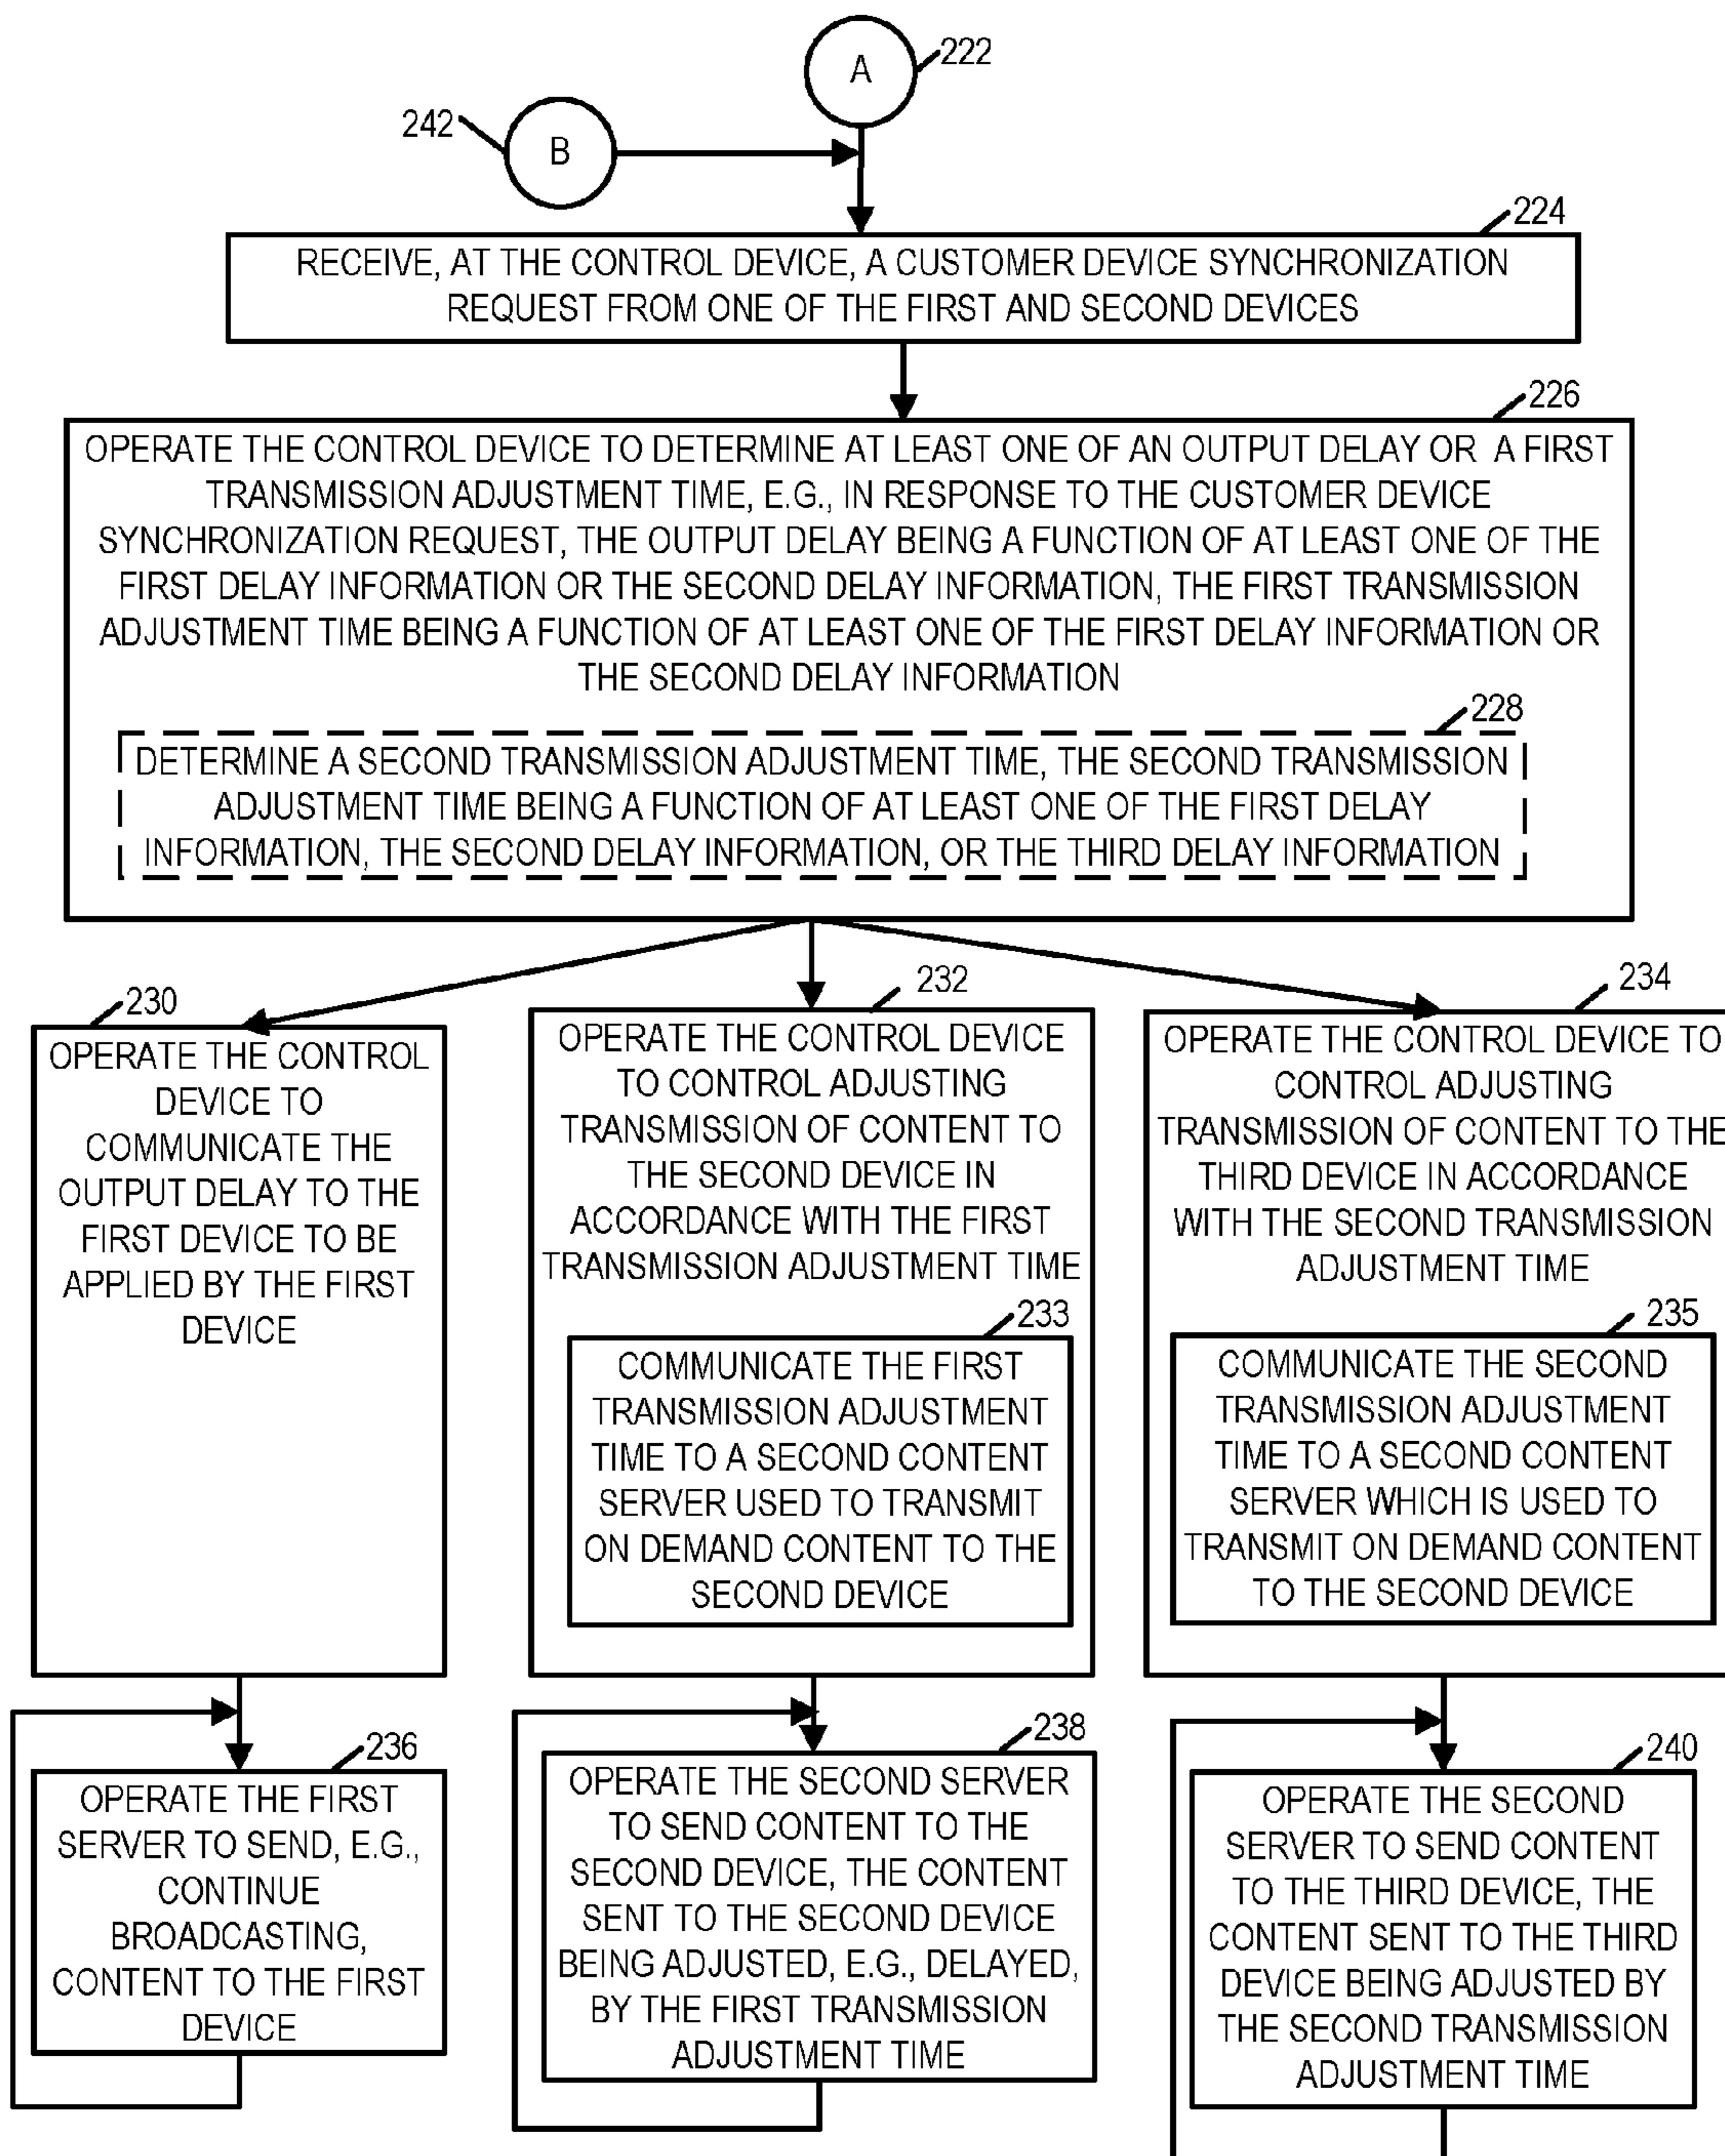 A
222
242
B
224
RECEIVE, AT THE CONTROL DEVICE, A CUSTOMER DEVICE SYNCHRONIZATION
REQUEST FROM ONE OF THE FIRST AND SECOND DEVICES
226
OPERATE THE CONTROL DEVICE TO DETERMINE AT LEAST ONE OF AN OUTPUT DELAY OR A FIRST
TRANSMISSION ADJUSTMENT TIME, E.G., IN RESPONSE TO THE CUSTOMER DEVICE
SYNCHRONIZATION REQUEST, THE OUTPUT DELAY BEING A FUNCTION OF AT LEAST ONE OF THE
FIRST DELAY INFORMATION OR THE SECOND DELAY INFORMATION, THE FIRST TRANSMISSION
ADJUSTMENT TIME BEING A FUNCTION OF AT LEAST ONE OF THE FIRST DELAY INFORMATION OR
THE SECOND DELAY INFORMATION
228
DETERMINE A SECOND TRANSMISSION ADJUSTMENT TIME, THE SECOND TRANSMISSION
ADJUSTMENT TIME BEING A FUNCTION OF AT LEAST ONE OF THE FIRST DELAY
INFORMATION, THE SECOND DELAY INFORMATION, OR THE THIRD DELAY INFORMATION
230
OPERATE THE CONTROL
DEVICE TO
COMMUNICATE THE
OUTPUT DELAY TO THE
FIRST DEVICE TO BE
APPLIED BY THE FIRST
DEVICE
232
OPERATE THE CONTROL DEVICE
TO CONTROL ADJUSTING
TRANSMISSION OF CONTENT TO
THE SECOND DEVICE IN
ACCORDANCE WITH THE FIRST
TRANSMISSION ADJUSTMENT TIME
233
COMMUNICATE THE FIRST
TRANSMISSION ADJUSTMENT
TIME TO A SECOND CONTENT
SERVER USED TO TRANSMIT
ON DEMAND CONTENT TO THE
SECOND DEVICE
234
OPERATE THE CONTROL DEVICE TO
CONTROL ADJUSTING
TRANSMISSION OF CONTENT TO THE
THIRD DEVICE IN ACCORDANCE
WITH THE SECOND TRANSMISSION
ADJUSTMENT TIME
235
COMMUNICATE THE SECOND
TRANSMISSION ADJUSTMENT
TIME TO A SECOND CONTENT
SERVER WHICH IS USED TO
TRANSMIT ON DEMAND CONTENT
TO THE SECOND DEVICE
236
OPERATE THE FIRST
SERVER TO SEND, E.G.,
CONTINUE
BROADCASTING,
CONTENT TO THE FIRST
DEVICE
238
OPERATE THE SECOND SERVER
TO SEND CONTENT TO THE
SECOND DEVICE, THE CONTENT
SENT TO THE SECOND DEVICE
BEING ADJUSTED, E.G., DELAYED,
BY THE FIRST TRANSMISSION
ADJUSTMENT TIME
240
OPERATE THE SECOND
SERVER TO SEND CONTENT
TO THE THIRD DEVICE, THE
CONTENT SENT TO THE THIRD
DEVICE BEING ADJUSTED BY
THE SECOND TRANSMISSION
ADJUSTMENT TIME